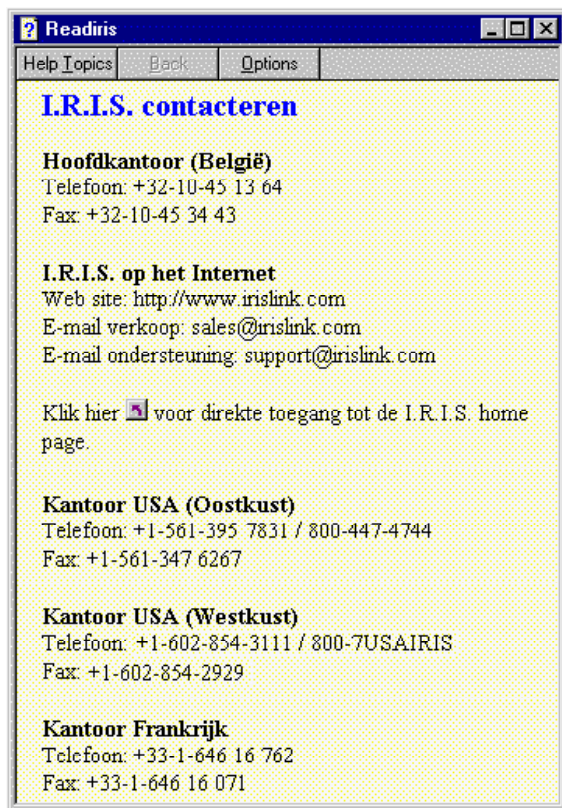 Readiris
Help Topics Back Options
I.R.I.S. contacteren
Hoofdkantoor (België)
Telefoon: +32-10-45 13 64
Fax: +32-10-45 34 43
I.R.I.S. op het Internet
Web site: http://www.irislink.com
E-mail verkoop: sales@irislink.com
E-mail ondersteuning: support@irislink.com
Klik hier voor direkte toegang tot de I.R.I.S. home
page.
Kantoor USA (Oostkust)
Telefoon: +1-561-395 7831 / 800-447-4744
Fax: +1-561-347 6267
Kantoor USA (Westkust)
Telefoon: +1-602-854-3111 / 800-7USAIRIS
Fax: +1-602-854-2929
Kantoor Frankrijk
Telefoon: +33-1-646 16 762
Fax: +33-1-646 16 071